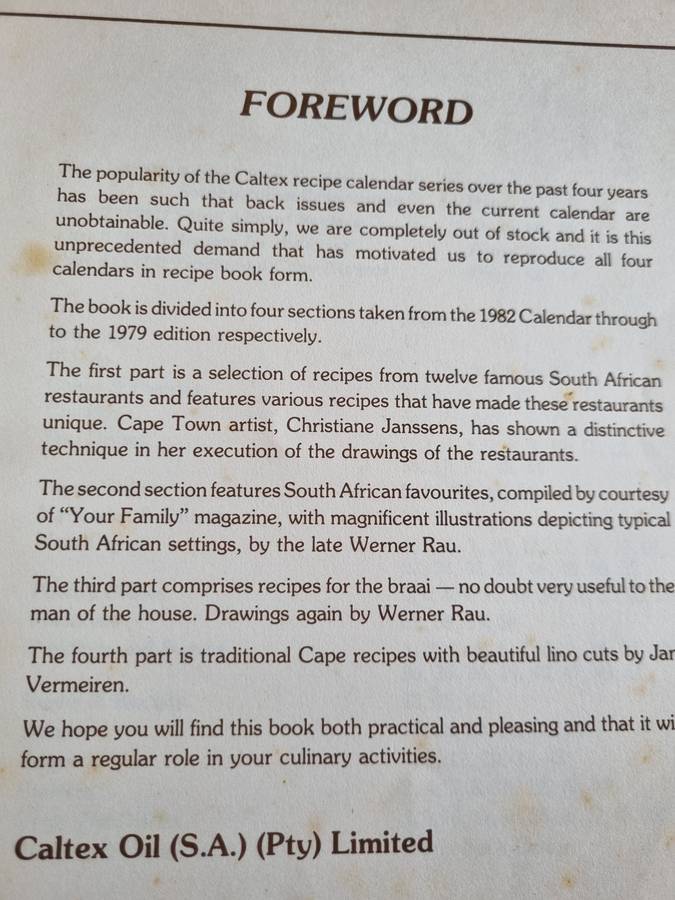 FOREWORD
The popularity of the Caltex recipe calendar series over the past four years
has been such that back issues and even the current calendar are
unobtainable. Quite simply, we are completely out of stock and it is this
unprecedented demand that has motivated us to reproduce all four
calendars in recipe book form.
The book is divided into four sections taken from the 1982 Calendar through
to the 1979 edition respectively.
The first part is a selection of recipes from twelve famous South African
restaurants and features various recipes that have made these restaurants
unique. Cape Town artist, Christiane Janssens, has shown a distinctive
technique in her execution of the drawings of the restaurants.
The second section features South African favourites, compiled by courtesy
of “Your Family” magazine, with magnificent illustrations depicting typical
South African settings, by the late Werner Rau.
The third part comprises recipes for the braai — no doubt very useful to the
man of the house. Drawings again by Werner Rau.
The fourth part is traditional Cape recipes with beautiful lino cuts by
Vermeiren.
We hope you will find this book both practical and pleasing and that it
form a regular role in your culinary activities.
Caltex Oil (S.A.) (Pty) Limited